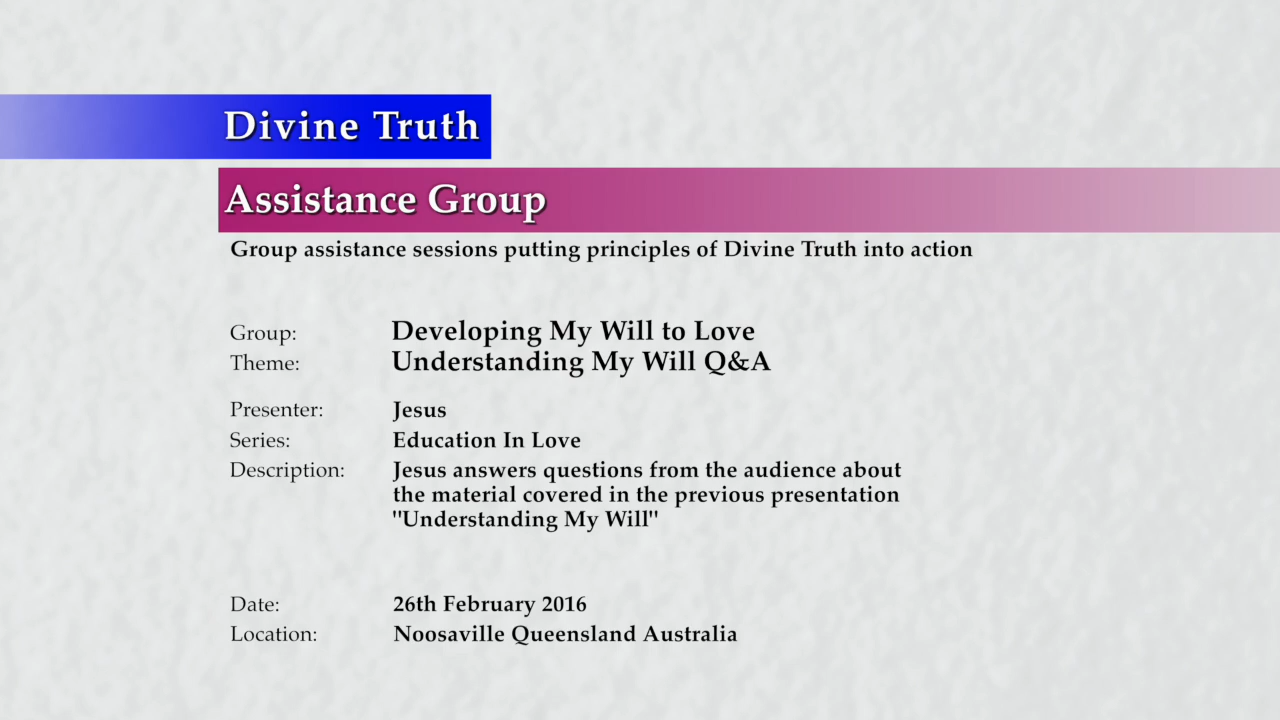 Divine Truth
Assistance Group
Group assistance sessions putting principles of Divine Truth into action
Group: Developing My Will to Love
Theme: Understanding My Will Q&A
Presenter: Jesus
Series: Education In Love
Description: Jesus answers questions from the audience about
the material covered in the previous presentation
"Understanding My Will"
Date: 26th February 2016
Location: Noosaville Queensland Australia